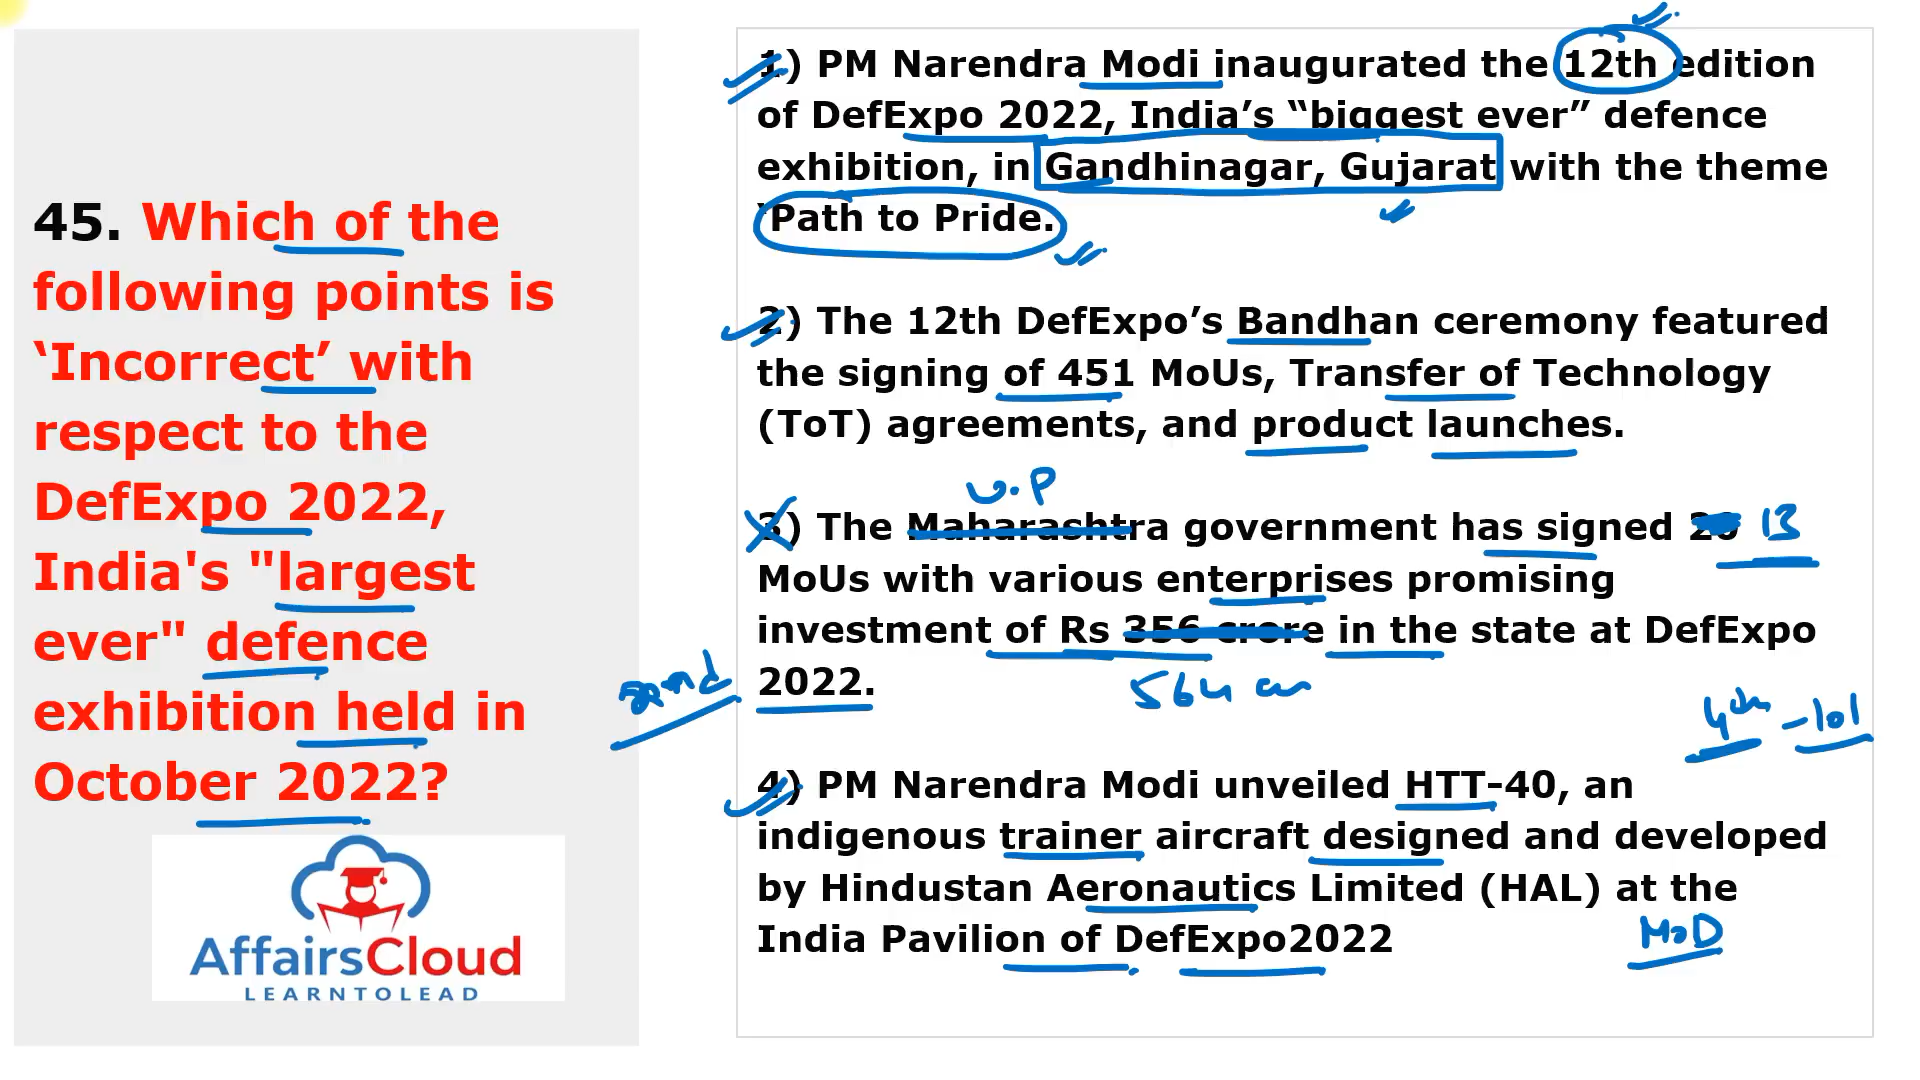 45. Which of the
following points is
‘Incorrect’ with
respect to the
DefExpo 2022,
India's "largest
ever" defence
exhibition held in
October 2022?
AffairsCloud
LEARNTOLEAD
1) PM Narendra Modi inaugurated the 12th edition
of DefExpo 2022, India’s “biggest ever” defence
exhibition, in Gandhinagar, Gujarat with the theme
‘Path to Pride.
2) The 12th DefExpo’s Bandhan ceremony featured
the signing of 451 MoUs, Transfer of Technology
(ToT) agreements, and product launches.
U.P
3) The Maharashtra government has signed 20 13
MoUs with various enterprises promising
investment of Rs 356 crore in the state at DefExpo
2022.
564 cr
4th - 101
4) PM Narendra Modi unveiled HTT-40, an
indigenous trainer aircraft designed and developed
by Hindustan Aeronautics Limited (HAL) at the
India Pavilion of DefExpo2022
MoD